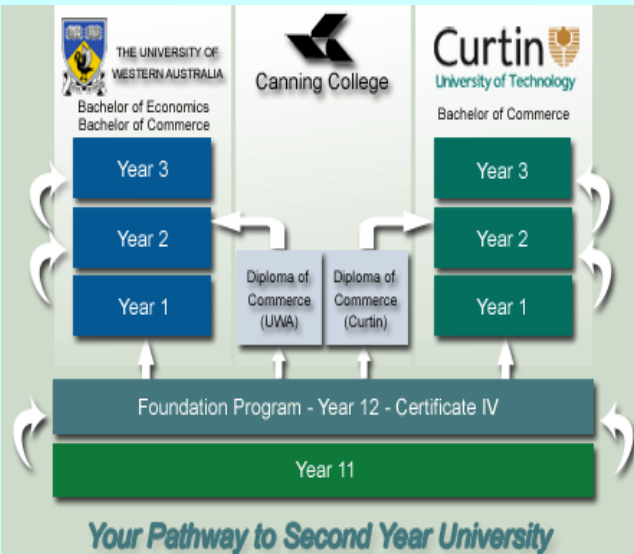 THE UNIVERSITY OF
WESTERN AUSTRALIA
Bachelor of Economics
Bachelor of Commerce
Year 3
Year 2
Year 1
Canning College
Diploma of
Commerce
(UWA)
Diploma of
Commerce
(Curtin)
Curtin
University of Technology
Bachelor of Commerce
Year 3
Year 2
Year 1
Foundation Program - Year 12 - Certificate IV
Year 11
Your Pathway to Second Year University